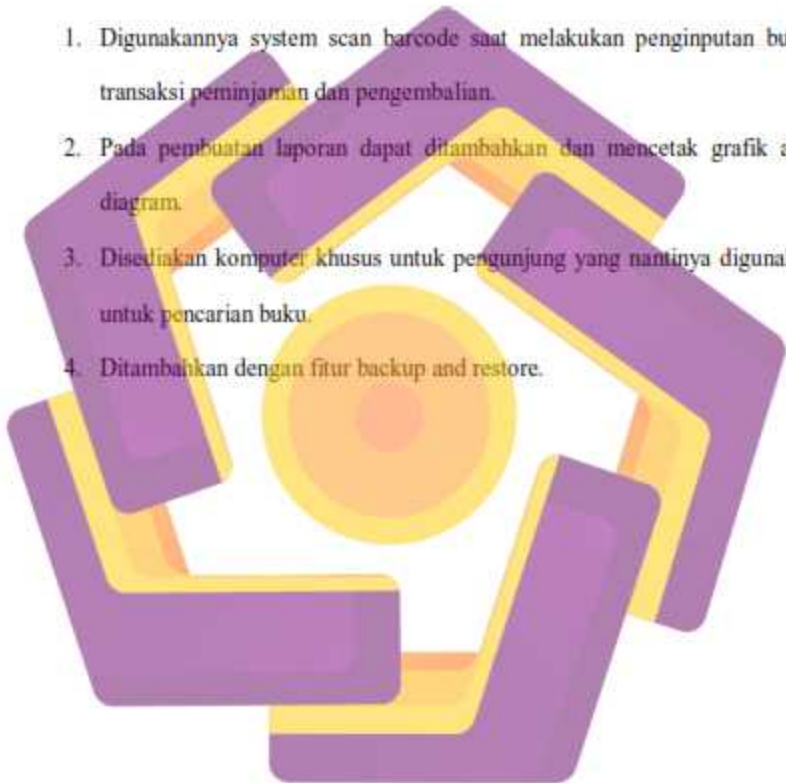 1. Digunakannya system scan barcode saat melakukan penginputan bu
transaksi peminjaman dan pengembalian.
2. Pada pembuatan laporan dapat ditambahkan dan mencetak grafik a
diagram.
3. Disediakan komputer khusus untuk pengunjung yang nantinya diguna
untuk pencarian buku.
4. Ditambahkan dengan fitur backup and restore.